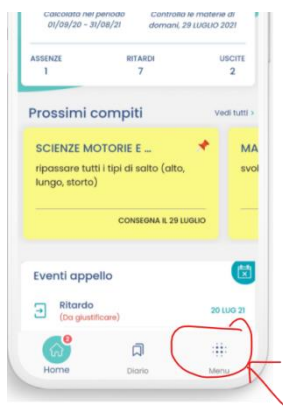 Calcolato nel periodo
01/09/20 - 31/08/21
Controlla le materie di
domani, 29 LUGLIO 2021
ASSENZE
1
RITARDI
7
USCITE
2
Prossimi compiti
Vedi tutti >
SCIENZE MOTORIE E ...
ripassare tutti i tipi di salto (alto,
lungo, storto)
CONSEGNA IL 29 LUGLIO
MA
svol
Eventi appello
Ritardo
(Da giustificare)
20 LUG 21
3
Home
Diario
Menu